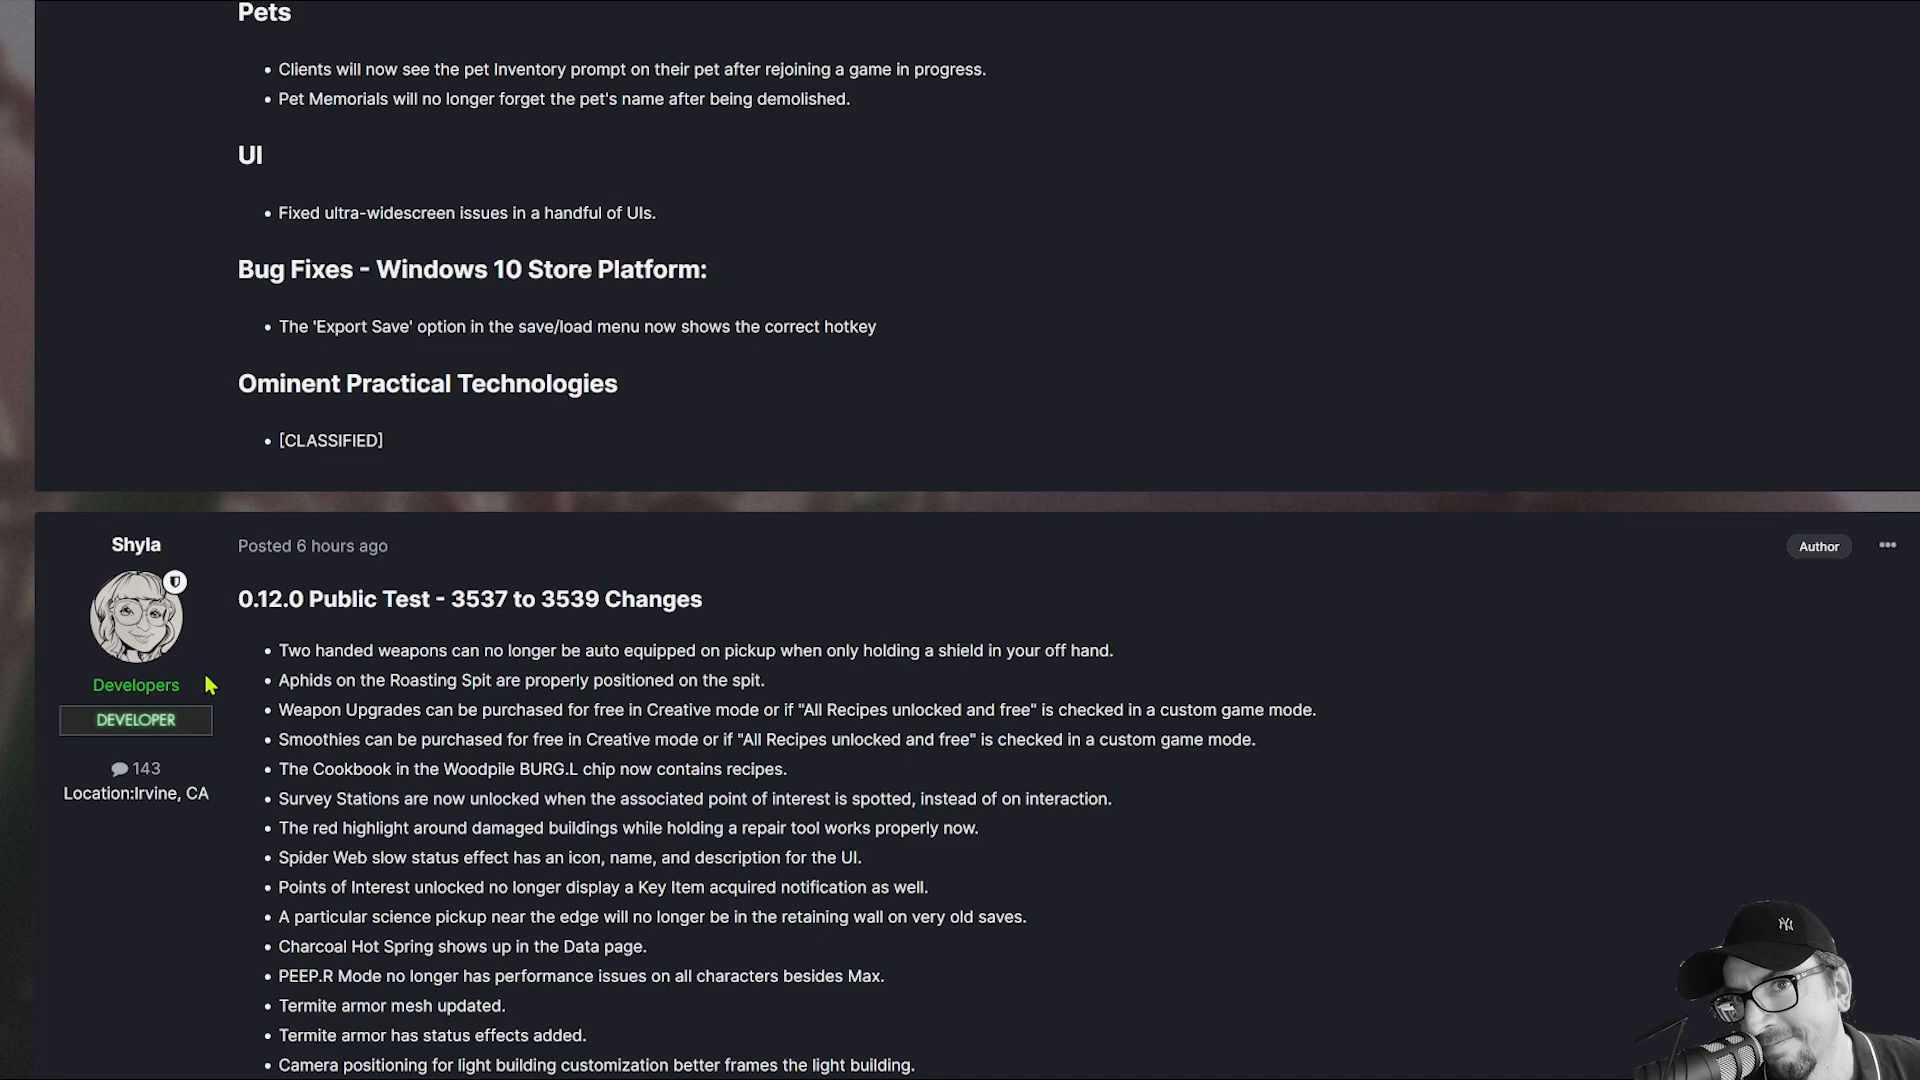 Pets
• Clients will now see the pet Inventory prompt on their pet after rejoining a game in progress.
• Pet Memorials will no longer forget the pet's name after being demolished.
UI
• Fixed ultra-widescreen issues in a handful of UIs.
Bug Fixes - Windows 10 Store Platform:
• The 'Export Save' option in the save/load menu now shows the correct hotkey
Ominent Practical Technologies
• [CLASSIFIED]
Shyla
Developers
DEVELOPER
143
Location:Irvine, CA
Posted 6 hours ago
Author
0.12.0 Public Test - 3537 to 3539 Changes
• Two handed weapons can no longer be auto equipped on pickup when only holding a shield in your off hand.
• Aphids on the Roasting Spit are properly positioned on the spit.
• Weapon Upgrades can be purchased for free in Creative mode or if "All Recipes unlocked and free" is checked in a custom game mode.
• Smoothies can be purchased for free in Creative mode or if "All Recipes unlocked and free" is checked in a custom game mode.
• The Cookbook in the Woodpile BURG.L chip now contains recipes.
• Survey Stations are now unlocked when the associated point of interest is spotted, instead of on interaction.
• The red highlight around damaged buildings while holding a repair tool works properly now.
• Spider Web slow status effect has an icon, name, and description for the UI.
• Points of Interest unlocked no longer display a Key Item acquired notification as well.
• A particular science pickup near the edge will no longer be in the retaining wall on very old saves.
• Charcoal Hot Spring shows up in the Data page.
• PEEP.R Mode no longer has performance issues on all characters besides Max.
• Termite armor mesh updated.
• Termite armor has status effects added.
• Camera positioning for light building customization better frames the light building.
NY